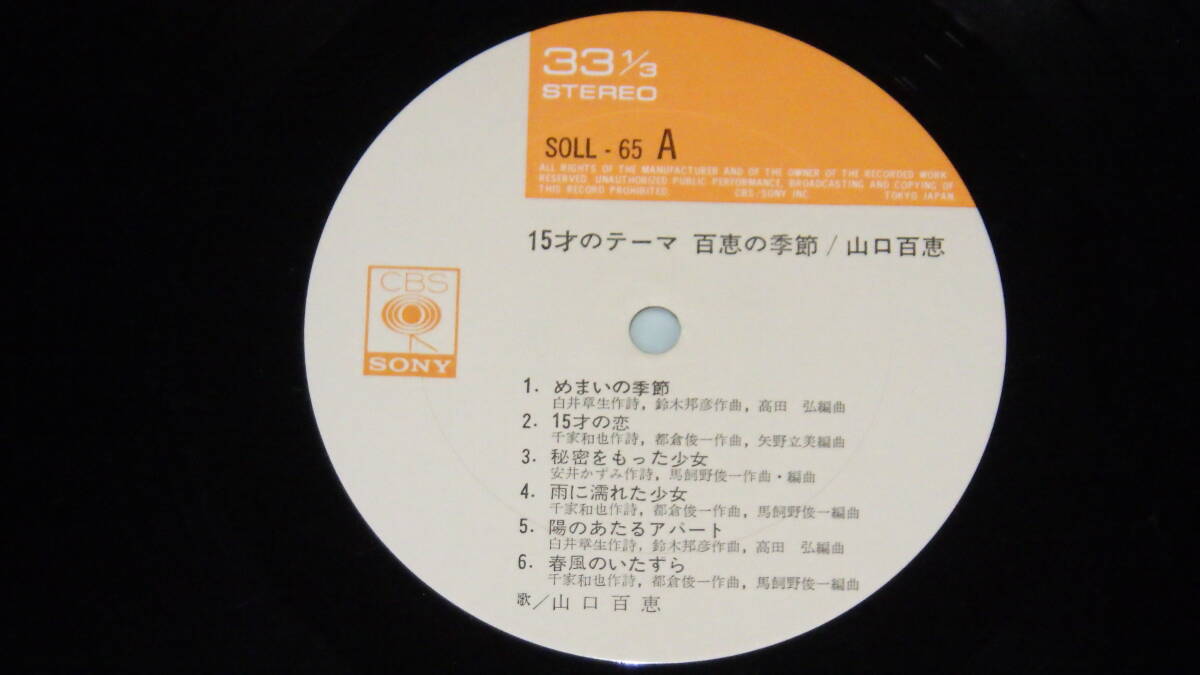 33 1/3
STEREO
SOLL - 65 A
ALL RIGHTS OF THE MANUFACTURER AND OF THE OWNER OF THE RECORDED WORK
RESERVED. UNAUTHORIZED PUBLIC PERFORMANCE, BROADCASTING AND COPYING OF
THIS RECORD PROHIBITED. CBS/SONY INC. TOKYO JAPAN.
15才のテーマ 百恵の季節/山口百恵
CBS
SONY
1. めまいの季節
白井章生作詩, 鈴木邦彦作曲, 高田 弘編曲
2. 15才の恋
千家和也作詩, 都倉俊一作曲, 矢野立美編曲
3. 秘密をもった少女
安井かずみ作詩, 馬飼野俊一作曲・編曲
4. 雨に濡れた少女
千家和也作詩, 都倉俊一作曲, 馬飼野俊一編曲
5. 陽のあたるアパート
白井章生作詩, 鈴木邦彦作曲, 高田 弘編曲
6. 春風のいたずら
千家和也作詩, 都倉俊一作曲, 馬飼野俊一編曲
歌/山口百恵